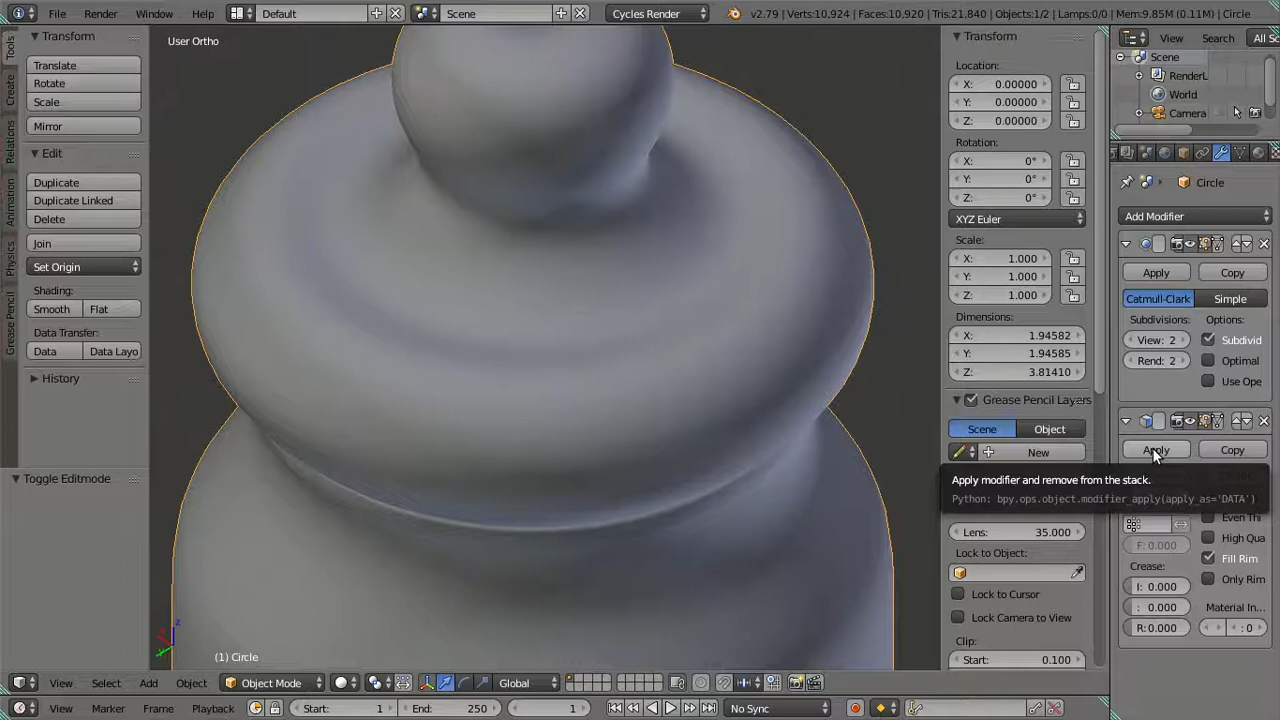 File
Render
Window
Help
Default
Scene
Cycles Render
v2.79 | Verts:10,924 | Faces:10,920 | Tris:21,840 | Objects:1/2 | Lamps:0/0 | Mem:9.85M (0.11M) | Circle
Tools
Create
Relations
Animation
Physics
Grease Pencil
Transform
Translate
Rotate
Scale
Mirror
Edit
Duplicate
Duplicate Linked
Delete
Join
Set Origin
Shading:
Smooth
Flat
Data Transfer:
Data
Data Layo
History
Toggle Editmode
User Ortho
z
(1) Circle
Transform
Location:
X: 0.00000
Y: 0.00000
Z: 0.00000
Rotation:
X: 0°
Y: 0°
Z: 0°
XYZ Euler
Scale:
X: 1.000
Y: 1.000
Z: 1.000
Dimensions:
X: 1.94582
Y: 1.94585
Z: 3.81410
Grease Pencil Layers
Scene
Object
New
Lens: 35.000
Lock to Object:
Lock to Cursor
Lock Camera to View
Clip:
Start: 0.100
View
Search
All Sc
Scene
RenderL
World
Camera
Circle
Add Modifier
Apply
Copy
Catmull-Clark
Simple
Subdivisions:
Options:
View: 2
Subdivid
Rend: 2
Optimal
Use Ope
Apply
Copy
Apply modifier and remove from the stack.
Python: bpy.ops.object.modifier_apply(apply_as='DATA')
Even Thi
High Qua
F: 0.000
Fill Rim
Crease:
Only Rim
I: 0.000
: 0.000
Material In...
R:0.000
: 0
View
Select
Add
Object
Object Mode
Global
View
Marker
Frame
Playback
Start: 1
End: 250
1
No Sync